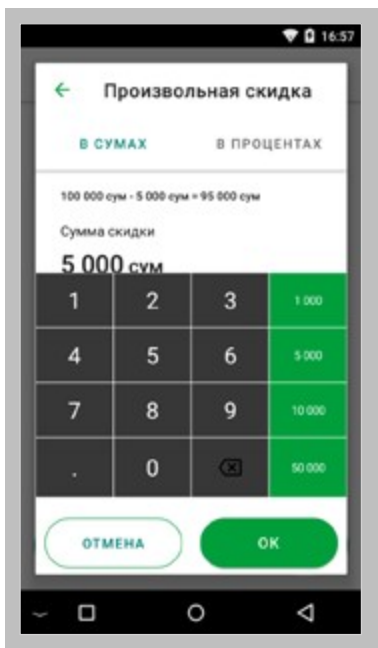 16:57
Произвольная скидка
В СУМАХ В ПРОЦЕНТАХ
100 000 сум - 5 000 сум = 95 000 сум
Сумма скидки
5 000 сум
1 2 3 1 000
4 5 6 5 000
7 8 9 10 000
. 0 50 000
ОТМЕНА ОК